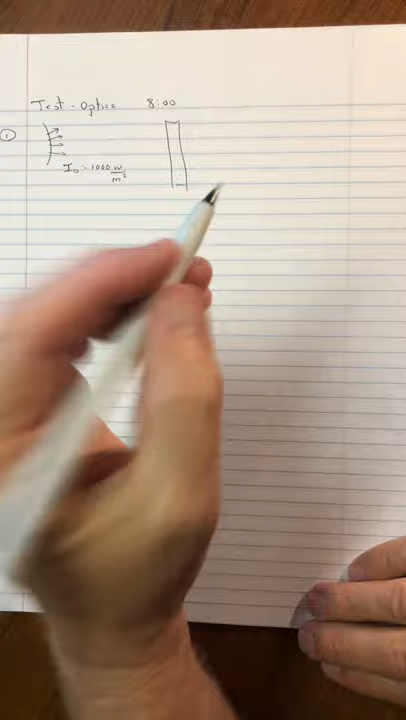 Test - Optics 8:00
①
I₀ = 1000 W/m²